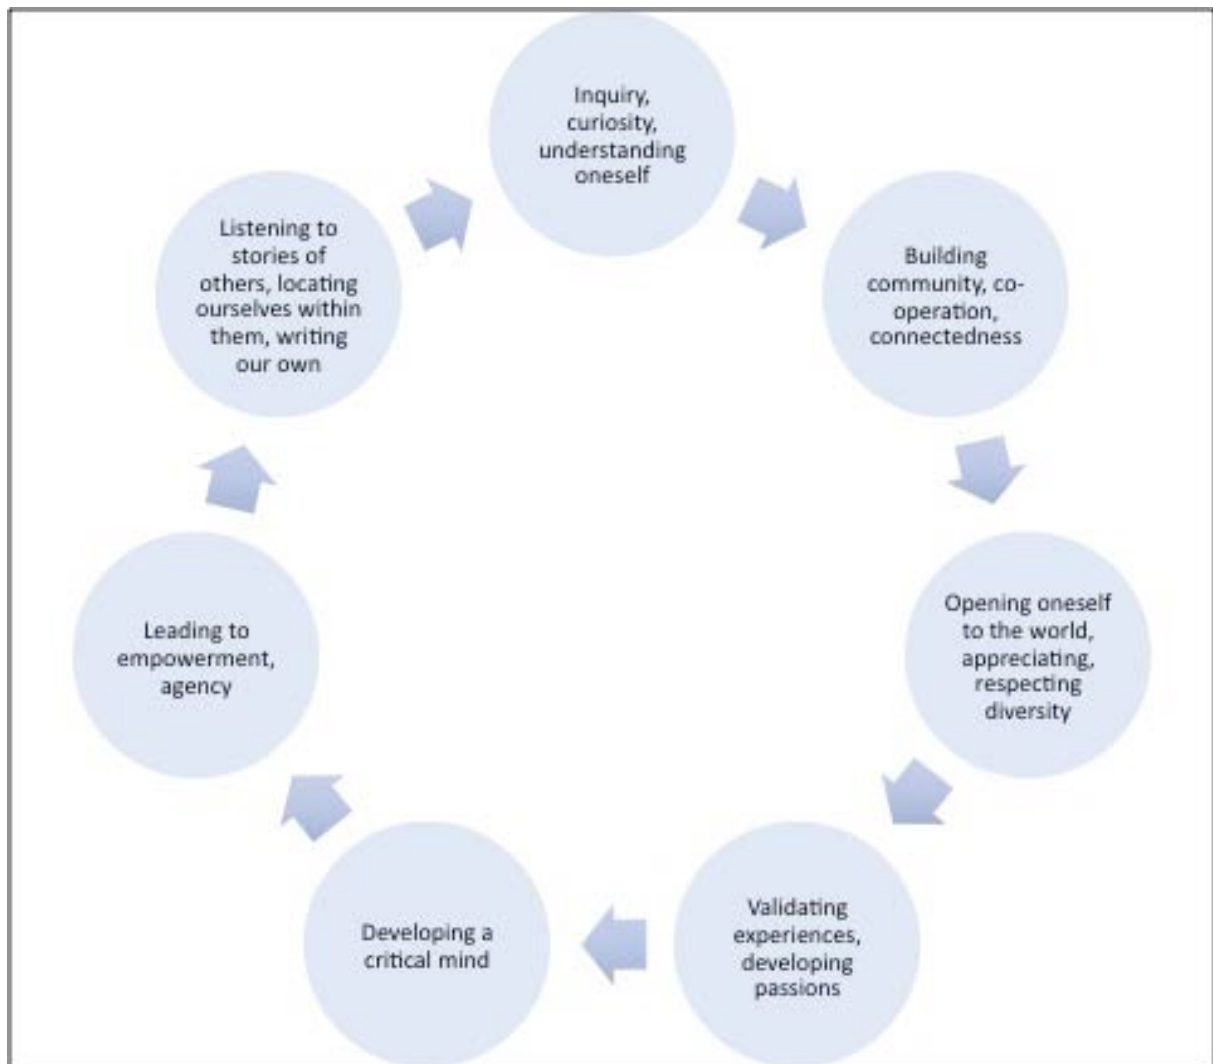 Inquiry,
curiosity,
understanding
oneself
Building
community, co-
operation,
connectedness
Opening oneself
to the world,
appreciating,
respecting
diversity
Validating
experiences,
developing
passions
Developing a
critical mind
Leading to
empowerment,
agency
Listening to
stories of
others, locating
ourselves within
them, writing
our own